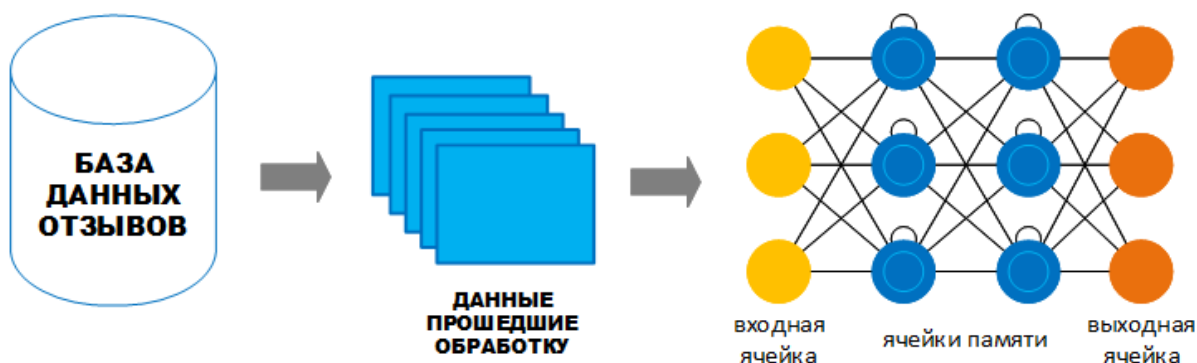 БАЗА
ДАННЫХ
ОТЗЫВОВ
ДАННЫЕ
ПРОШЕДШИЕ
ОБРАБОТКУ
входная
ячейка
ячейки памяти
выходная
ячейка